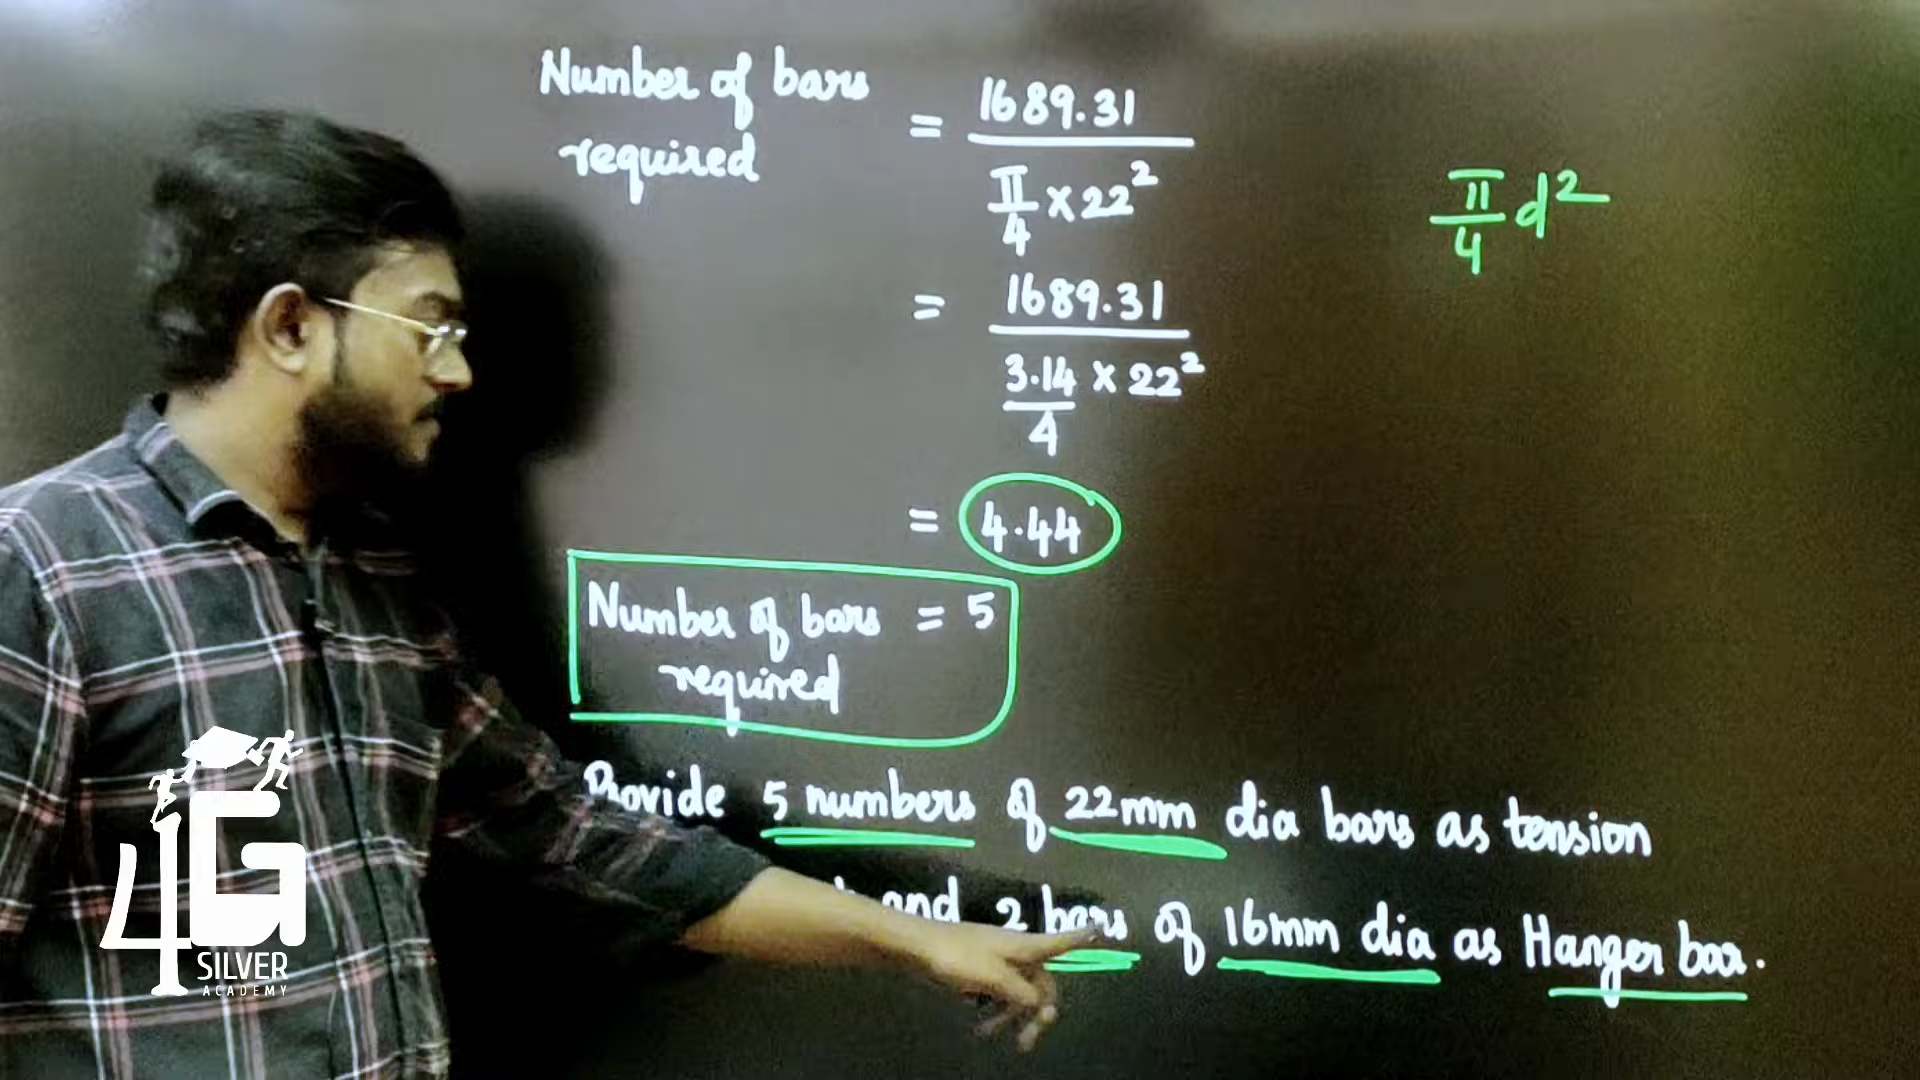 Number of bars
required
= 1689.31
π/4 × 22²
= 1689.31
3.14/4 × 22²
= 4.44
π/4 d²
Number of bars = 5
required
Provide 5 numbers of 22mm dia bars as tension
and 2 bars of 16mm dia as Hanger bar.
4G
SILVER
ACADEMY